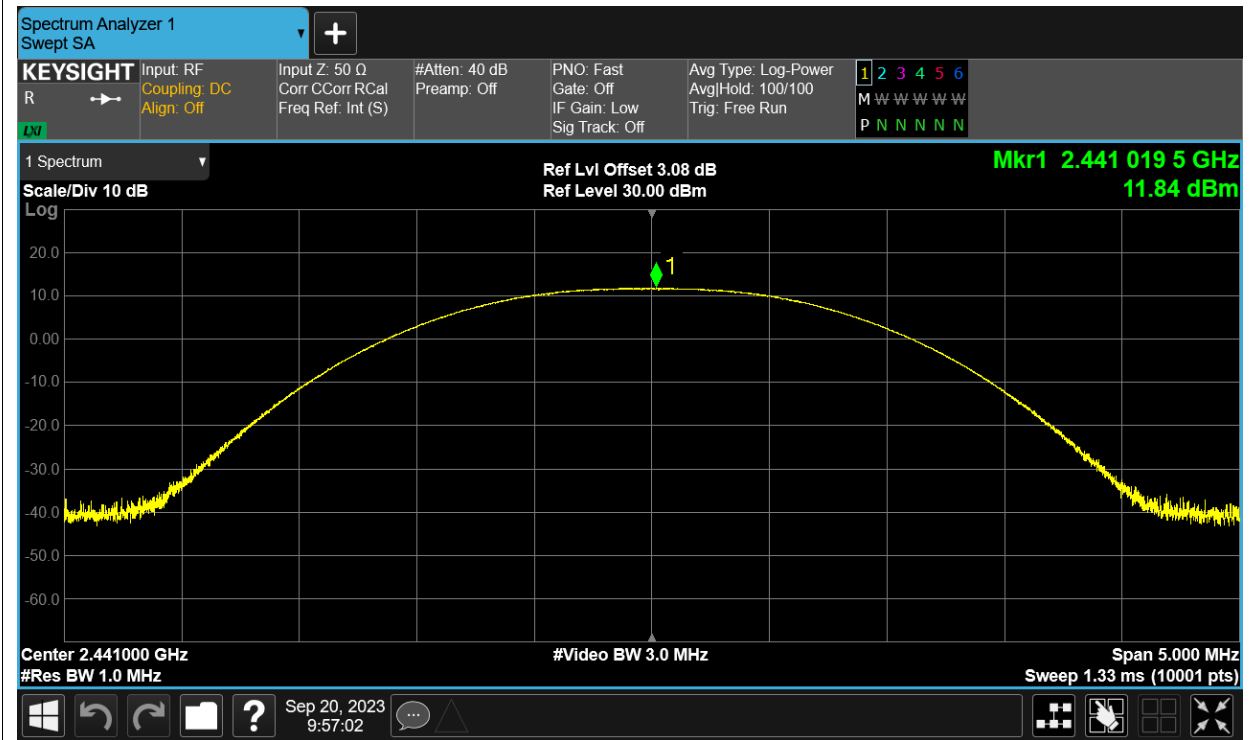 Spectrum Analyzer 1
Swept SA
KEYSIGHT
R
LXI
Input: RF
Coupling: DC
Align: Off
Input Z: 50 Ω
Corr CCorr RCal
Freq Ref: Int (S)
#Atten: 40 dB
Preamp: Off
PNO: Fast
Gate: Off
IF Gain: Low
Sig Track: Off
Avg Type: Log-Power
Avg|Hold: 100/100
Trig: Free Run
1 2 3 4 5 6
M W W W W W
P N N N N N
1 Spectrum
Scale/Div 10 dB
Ref Lvl Offset 3.08 dB
Ref Level 30.00 dBm
Mkr1 2.441 019 5 GHz
11.84 dBm
Log
1
20.0
10.0
0.00
-10.0
-20.0
-30.0
-40.0
-50.0
-60.0
Center 2.441000 GHz
#Video BW 3.0 MHz
Span 5.000 MHz
#Res BW 1.0 MHz
Sweep 1.33 ms (10001 pts)
?
Sep 20, 2023
9:57:02